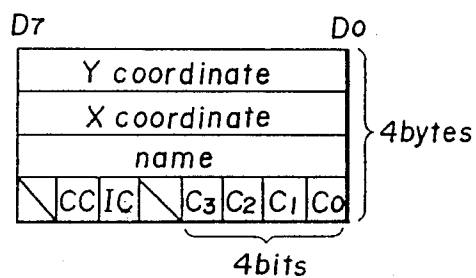 D7 D0
Y coordinate
X coordinate
name
4bytes
CC IC C3 C2 C1 C0
4bits